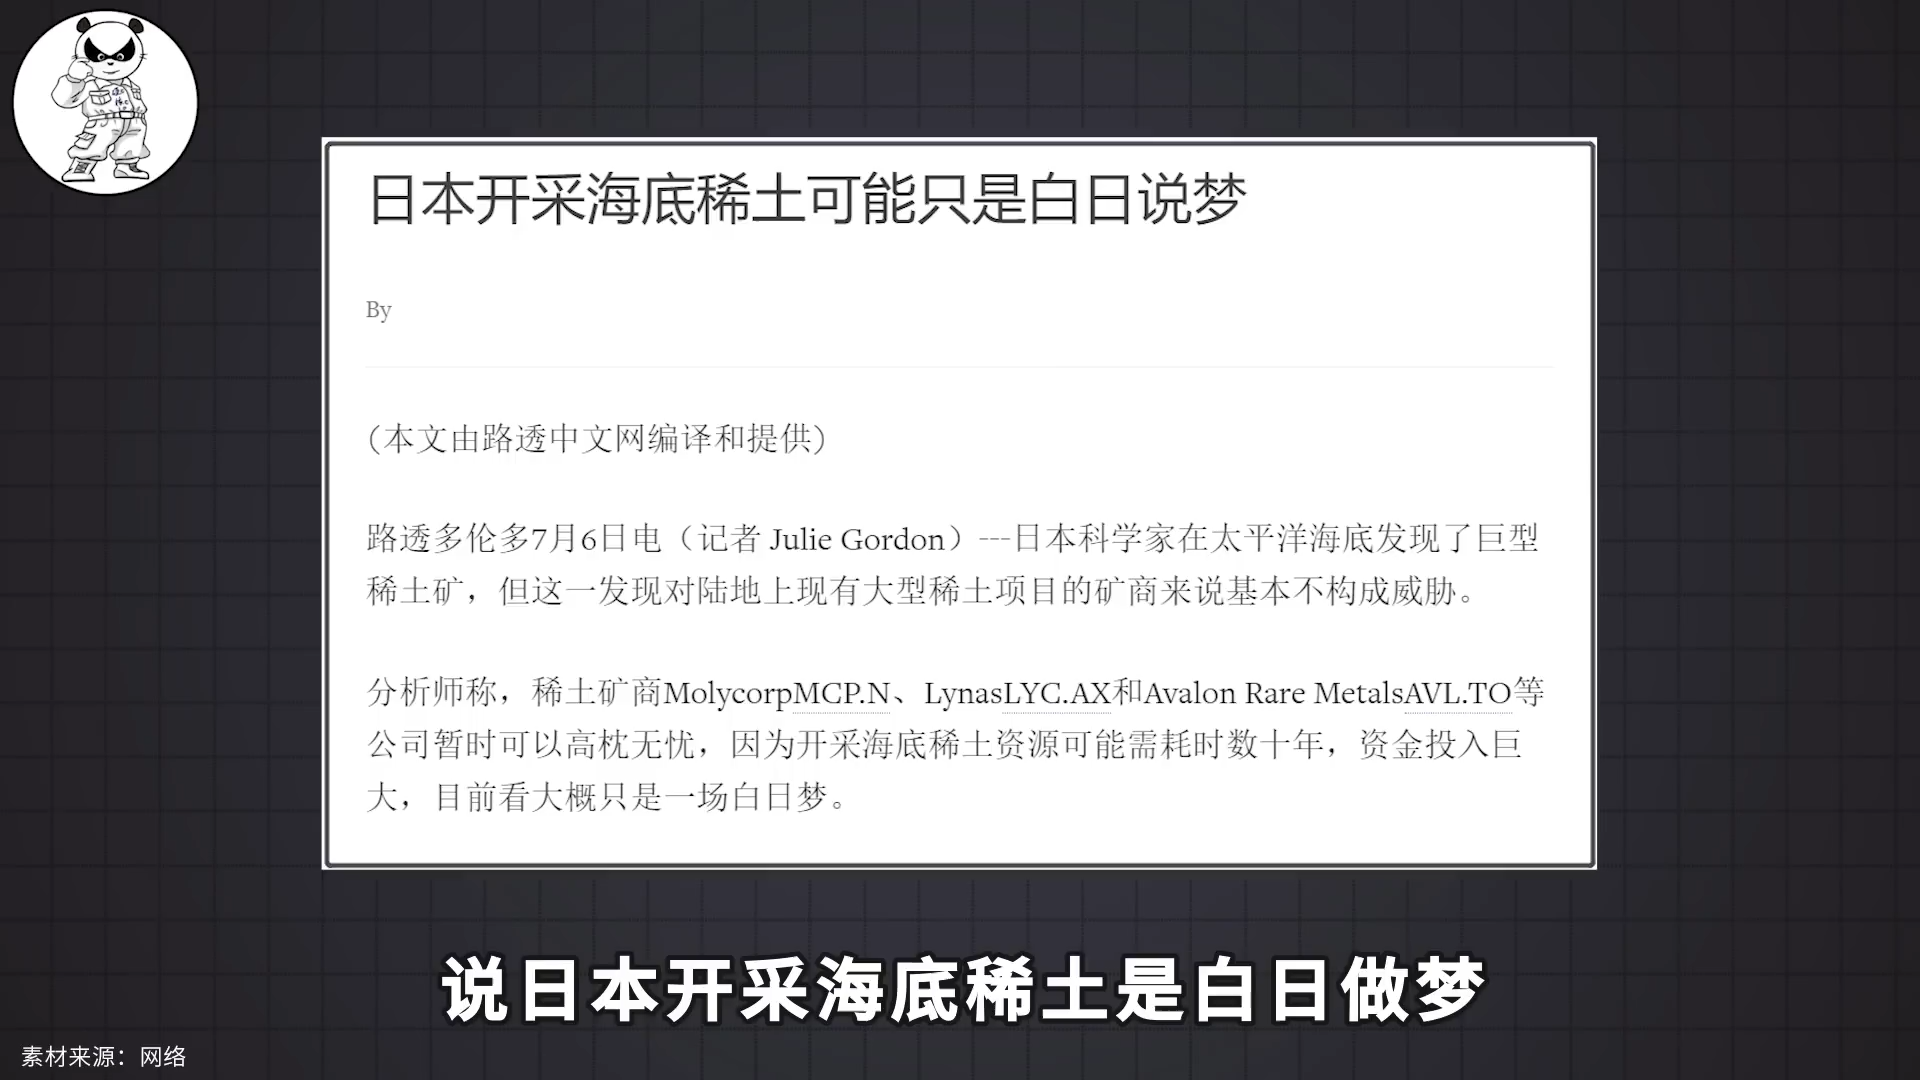 日本开采海底稀土可能只是白日说梦
By
(本文由路透中文网编译和提供)
路透多伦多7月6日电（记者 Julie Gordon）---日本科学家在太平洋海底发现了巨型
稀土矿，但这一发现对陆地上现有大型稀土项目的矿商来说基本不构成威胁。
分析师称，稀土矿商MolycorpMCP.N、LynasLYC.AX和Avalon Rare MetalsAVL.TO等
公司暂时可以高枕无忧，因为开采海底稀土资源可能需耗时数十年，资金投入巨
大，目前看大概只是一场白日梦。
说日本开采海底稀土是白日做梦
素材来源：网络